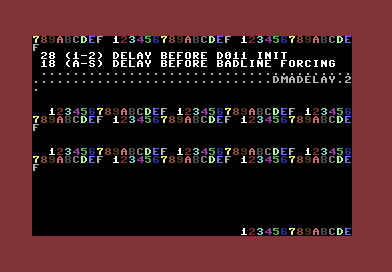 789ABCDEF 123456789ABCDEF 123456789ABCDE
F
28 (1-2) DELAY BEFORE D011 INIT
18 (A-S) DELAY BEFORE BADLINE FORCING
..............................DMADELAY.2
.
123456789ABCDEF 123456789ABCDEF 123456
789ABCDEF 123456789ABCDEF 123456789ABCDE
F
123456789ABCDEF 123456789ABCDEF 123456
789ABCDEF 123456789ABCDEF 123456789ABCDE
F
123456789ABCDE